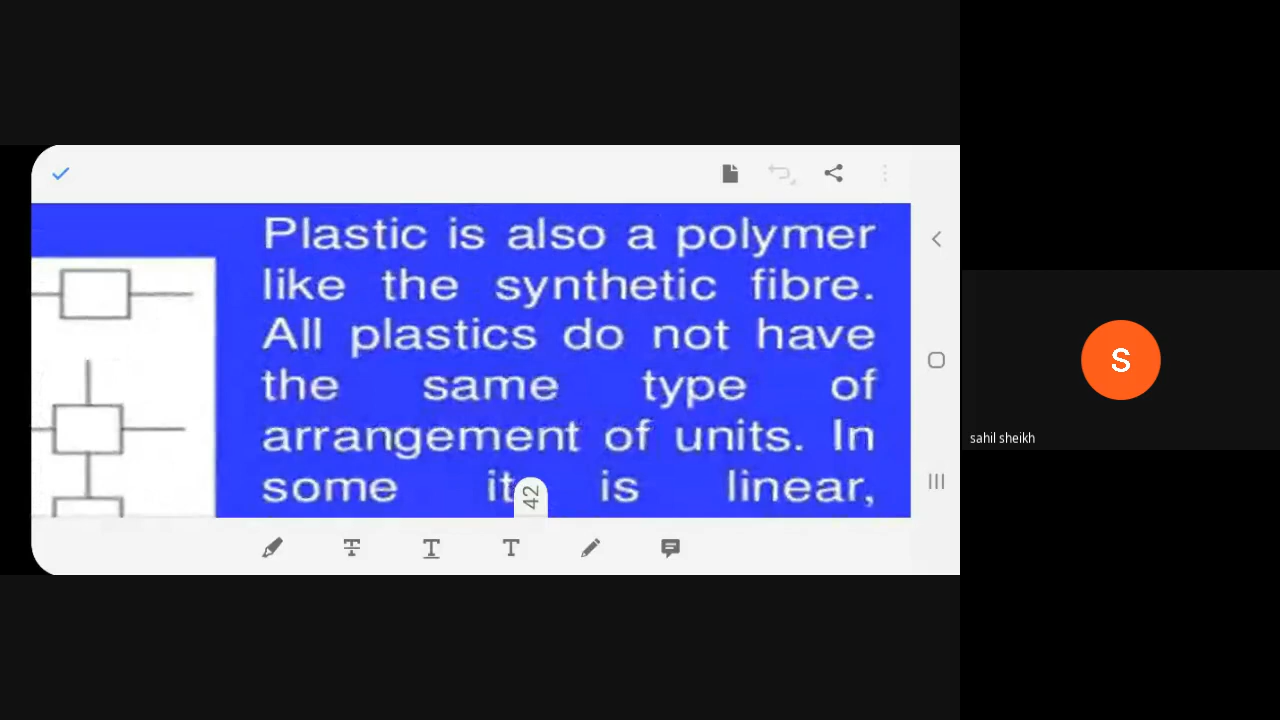 Plastic is also a polymer
like the synthetic fibre.
All plastics do not have
the same type of
arrangement of units. In
some it is linear,
42
S
sahil sheikh